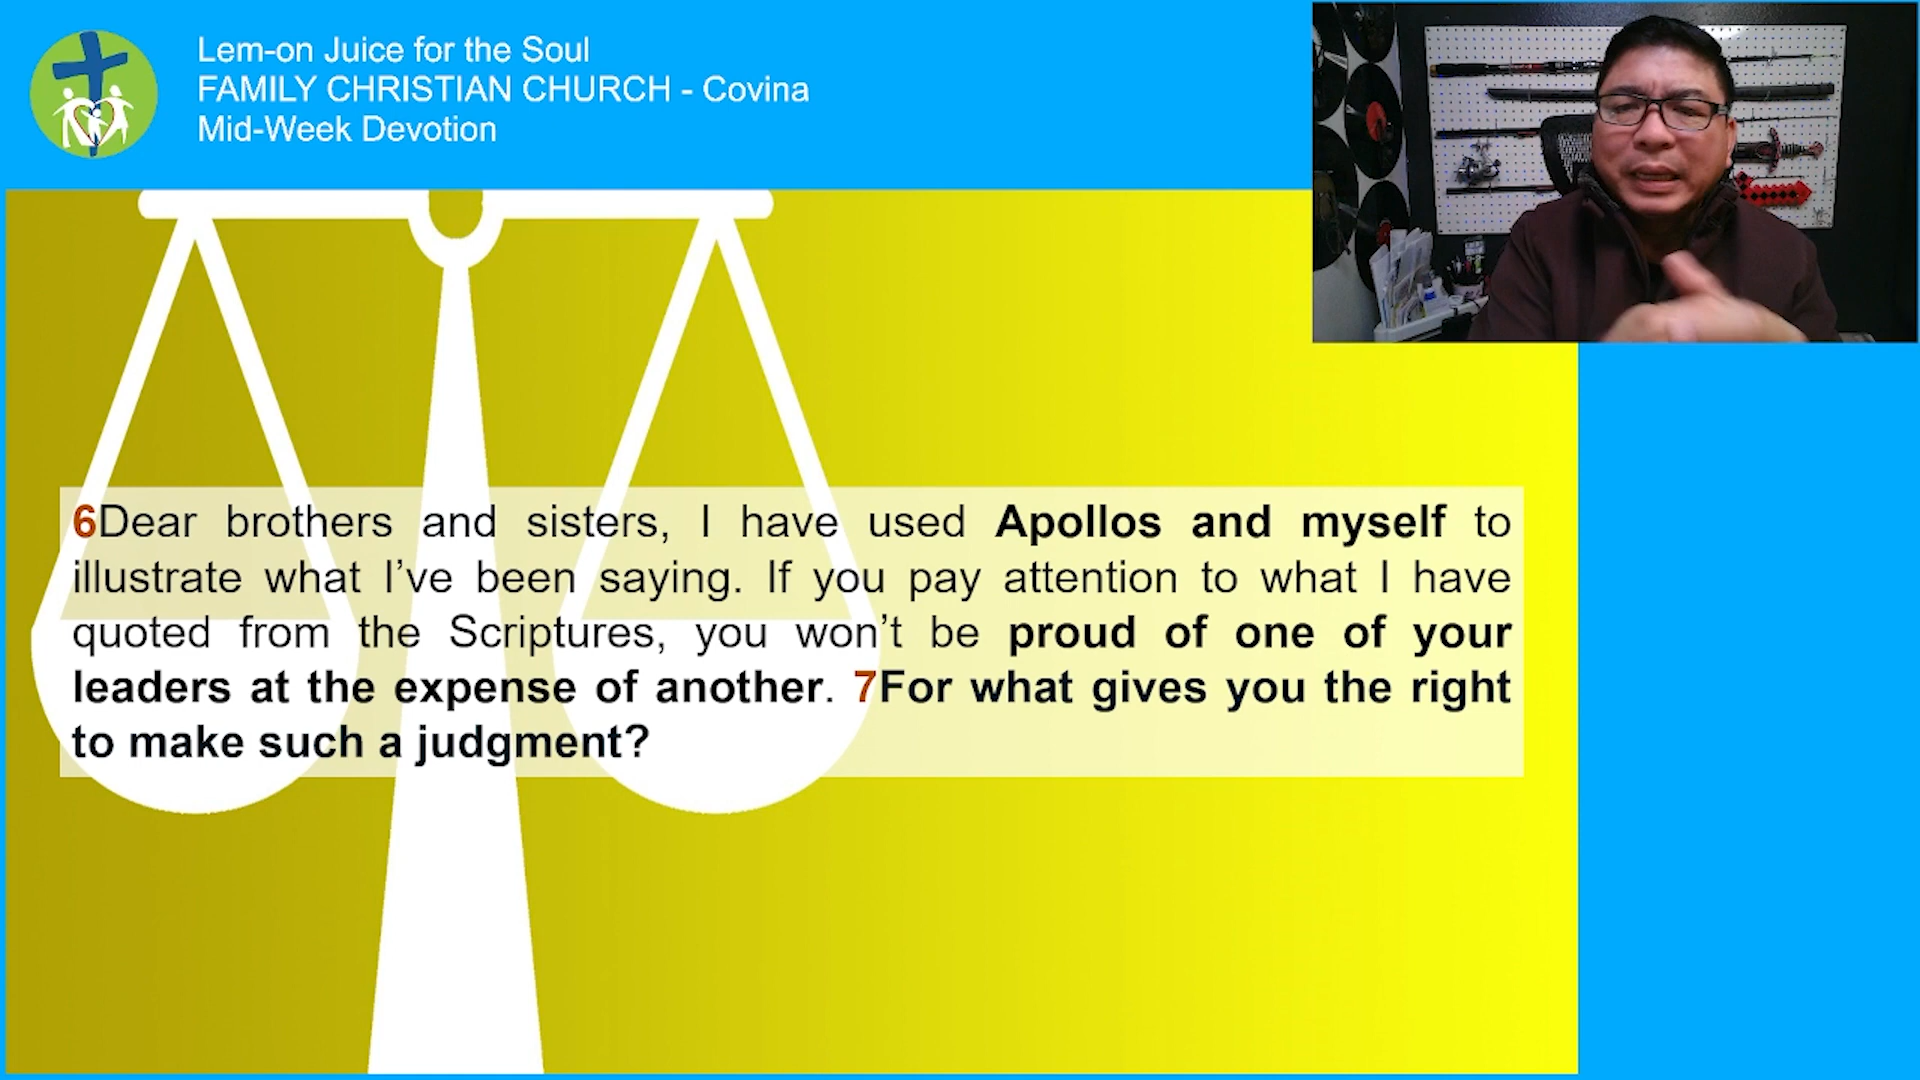 Lem-on Juice for the Soul
FAMILY CHRISTIAN CHURCH - Covina
Mid-Week Devotion
6Dear brothers and sisters, I have used Apollos and myself to
illustrate what I’ve been saying. If you pay attention to what I have
quoted from the Scriptures, you won’t be proud of one of your
leaders at the expense of another. 7For what gives you the right
to make such a judgment?